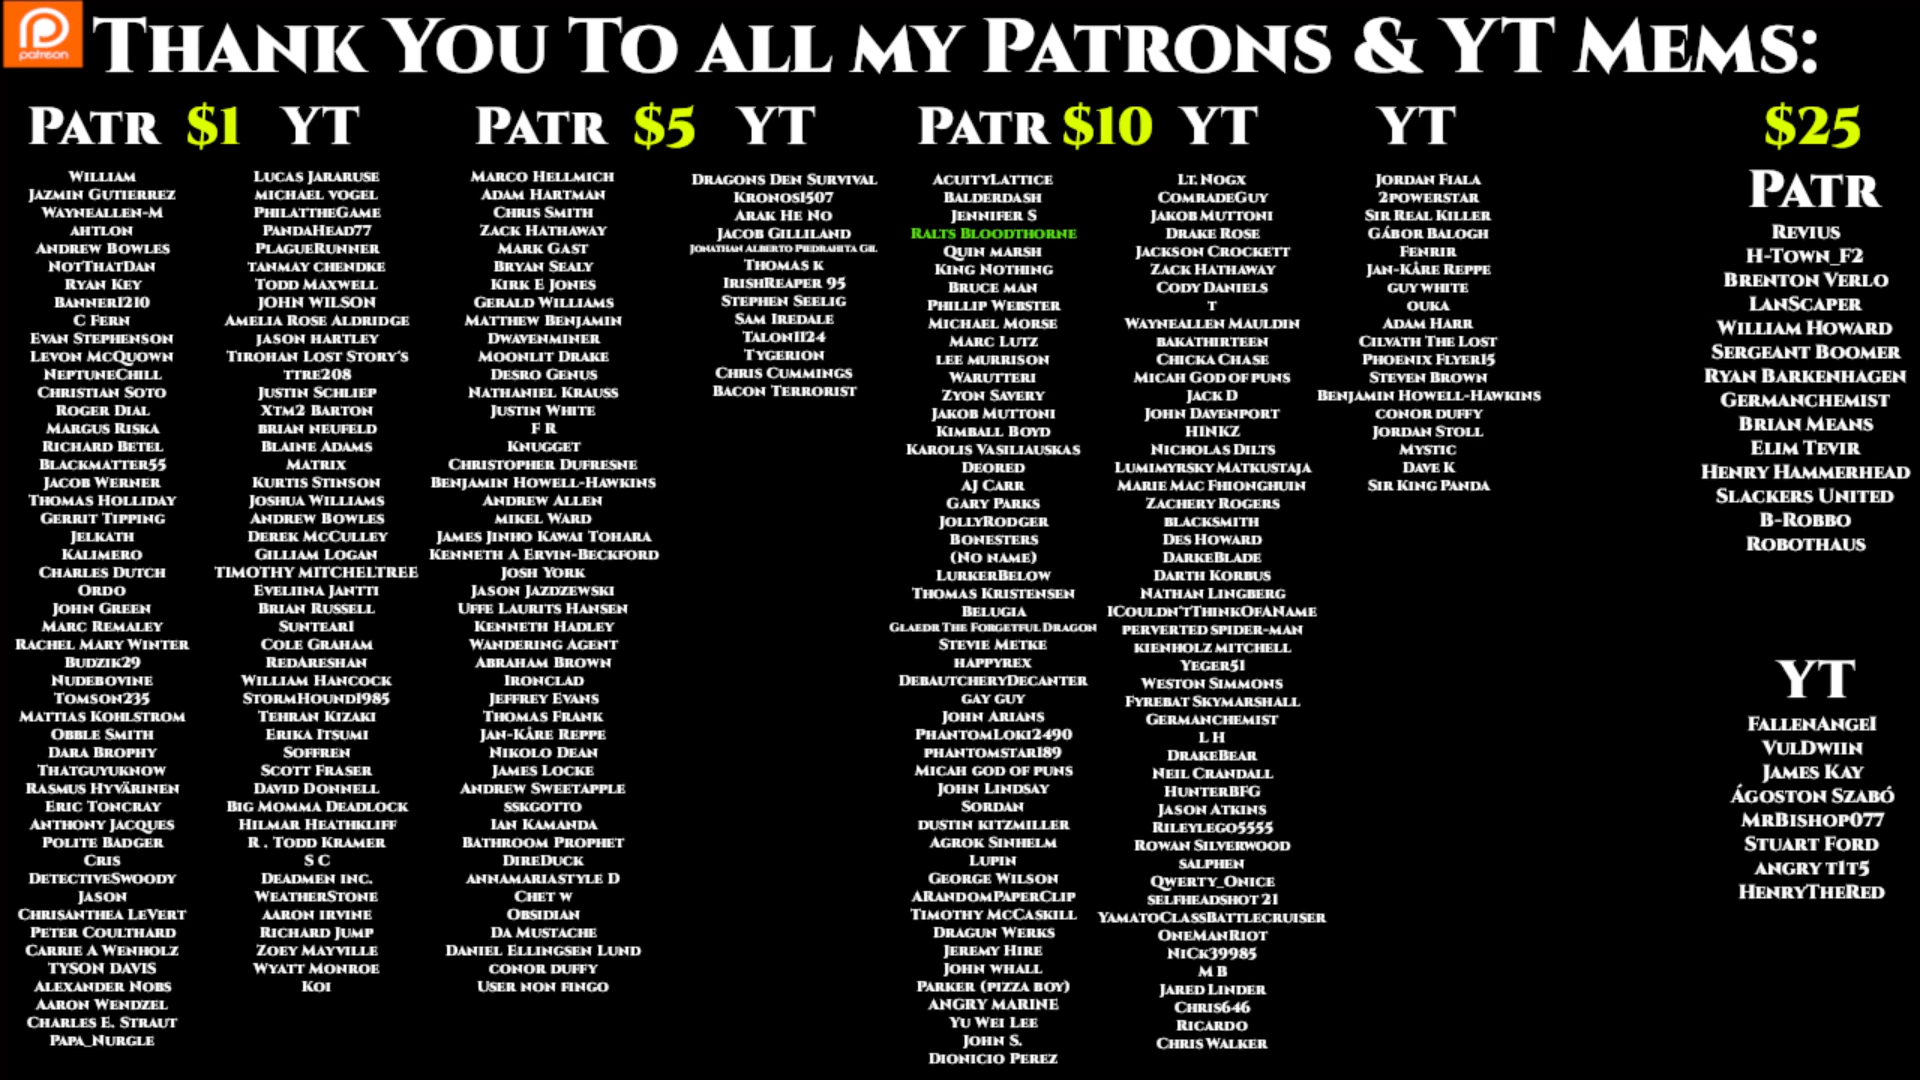 patreon
Thank You To all my Patrons & YT Mems:
Patr $1 YT
William
Jazmin Gutierrez
WayneAllen-M
Ahtlon
Andrew Bowles
NotThatDan
Ryan Key
Banner1210
C Fern
Evan Stephenson
Levon McQuown
NeptuneChill
Christian Soto
Roger Dial
Margus Riska
Richard Betel
Blackmatter55
Jacob Werner
Thomas Holliday
Gerrit Tipping
Jelkath
Kalimero
Charles Dutch
Ordo
John Green
Marc Remaley
Rachel Mary Winter
Budzik29
Nudebovine
Tomson235
Mattias Kohlstrom
Obble Smith
Dara Brophy
Thatguyuknow
Rasmus Hyvärinen
Eric Toncray
Anthony Jacques
Polite Badger
Cris
DetectiveSwoody
Jason
Chrisanthea LeVert
Peter Coulthard
Carrie A Wenholz
tyson davis
Alexander Nobs
Aaron Wendzel
Charles E. Straut
Papa_Nurgle
Lucas Jararuse
michael vogel
PhilattheGame
PandaHead77
PlagueRunner
tanmay chendke
Todd Maxwell
john wilson
Amelia Rose Aldridge
jason hartley
Tirohan Lost Story's
ttre208
Justin Schliep
Xtm2 Barton
brian neufeld
Blaine Adams
Matrix
Kurtis Stinson
Joshua Williams
Andrew Bowles
Derek McCulley
Gilliam Logan
TIMOTHY MITCHELTREE
Eveliina Jantti
Brian Russell
Suntear1
Cole Graham
RedAreshan
William Hancock
StormHound1985
Tehran Kizaki
Erika Itsumi
Soffren
Scott Fraser
David Donnell
Big Momma Deadlock
Hilmar Heathkliff
R . Todd Kramer
S C
Deadmen inc.
WeatherStone
aaron irvine
Richard Jump
Zoey Mayville
Wyatt Monroe
Koi
Patr $5 YT
Marco Hellmich
Adam Hartman
Chris Smith
Zack Hathaway
Mark Gast
Bryan Sealy
Kirk E Jones
Gerald Williams
Matthew Benjamin
Dwavenminer
Moonlit Drake
Desro Genus
Nathaniel Krauss
Justin White
F R
Knugget
Christopher Dufresne
Benjamin Howell-Hawkins
Andrew Allen
mikel Ward
James Jinho Kawai Tohara
Kenneth A Ervin-Beckford
Josh York
Jason Jazdzewski
Uffe Laurits Hansen
Kenneth Hadley
Wandering Agent
Abraham Brown
Ironclad
Jeffrey Evans
Thomas Frank
Jan-Kåre Reppe
Nikolo Dean
James Locke
Andrew Sweetapple
sskgotto
Ian Kamanda
Bathroom Prophet
DireDuck
annamariastyle D
Chet w
Obsidian
Da Mustache
Daniel Ellingsen Lund
conor duffy
User non fingo
Dragons Den Survival
Kronos1507
Arak He No
Jacob Gilliland
Jonathan Alberto Piedrahita Gil
Thomas k
IrishReaper 95
Stephen Seelig
Sam Iredale
Talon1124
Tygerion
Chris Cummings
Bacon Terrorist
Patr $10 YT
AcuityLattice
Balderdash
Jennifer S
Ralts Bloodthorne
Quin marsh
King Nothing
Bruce man
Phillip Webster
Michael Morse
Marc Lutz
lee murrison
Warutteri
Zyon Savery
Jakob Muttoni
Kimball Boyd
Karolis Vasiliauskas
Deored
AJ Carr
Gary Parks
JollyRodger
Bonesters
(No name)
LurkerBelow
Thomas Kristensen
Belugia
Glaedr The Forgetful Dragon
Stevie Metke
happyrex
DebautcheryDecanter
gay guy
John Arians
PhantomLoki2490
phantomstar189
Micah god of puns
John Lindsay
Sordan
dustin kitzmiller
Agrok Sinhelm
Lupin
George Wilson
ARandomPaperClip
Timothy McCaskill
Dragun Werks
Jeremy Hire
John whall
Parker (pizza boy)
angry marine
Yu Wei Lee
John S.
Dionicio Perez
Lt. Nogx
ComradeGuy
Jakob Muttoni
Drake Rose
Jackson Crockett
Zack Hathaway
Cody Daniels
T
WayneAllen Mauldin
bakathirteen
Chicka Chase
Micah God of puns
Jack D
John Davenport
HINKZ
Nicholas Dilts
Lumimyrsky Matkustaja
Marie Mac Fhionghuin
Zachery Rogers
blacksmith
Des Howard
DarkeBlade
Darth Korbus
Nathan Lingberg
ICouldn'tThinkOfAName
perverted spider-man
kienholz mitchell
Yeger51
Weston Simmons
Fyrebat Skymarshall
Germanchemist
L H
DrakeBear
Neil Crandall
HunterBFG
Jason Atkins
Rileylego5555
Rowan Silverwood
salphen
Qwerty_Onice
selfheadshot 21
YamatoClassBattlecruiser
OneManRiot
NiCk39985
M B
Jared Linder
Chris646
Ricardo
Chris Walker
YT
Jordan Fiala
2powerstar
Sir Real Killer
Gábor Balogh
Fenrir
Jan-Kåre Reppe
guy white
ouka
Adam Harr
Cilvath The Lost
Phoenix Flyer15
Steven Brown
Benjamin Howell-Hawkins
conor duffy
Jordan Stoll
Mystic
Dave K
Sir King Panda
$25
Patr
Revius
H-Town_F2
Brenton Verlo
LanScaper
William Howard
Sergeant Boomer
Ryan Barkenhagen
Germanchemist
Brian Means
Elim Tevir
Henry Hammerhead
Slackers United
B-Robbo
Robothaus
YT
FallenAngel
VulDwiin
James Kay
Ágoston Szabó
MrBishop077
Stuart Ford
angry t1t5
HenryTheRed